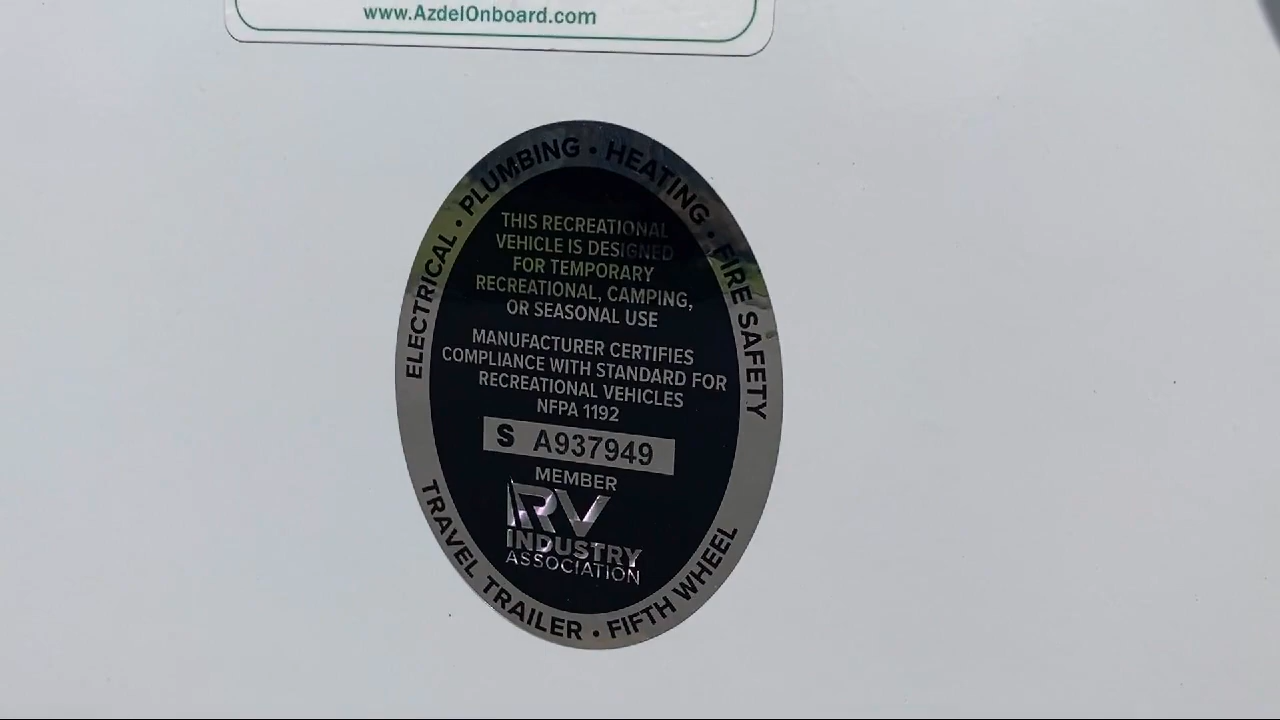 www.AzdelOnboard.com
ELECTRICAL • PLUMBING • HEATING • FIRE SAFETY
THIS RECREATIONAL
VEHICLE IS DESIGNED
FOR TEMPORARY
RECREATIONAL, CAMPING,
OR SEASONAL USE
MANUFACTURER CERTIFIES
COMPLIANCE WITH STANDARD FOR
RECREATIONAL VEHICLES
NFPA 1192
S A937949
MEMBER
RV
INDUSTRY
ASSOCIATION
TRAVEL TRAILER • FIFTH WHEEL